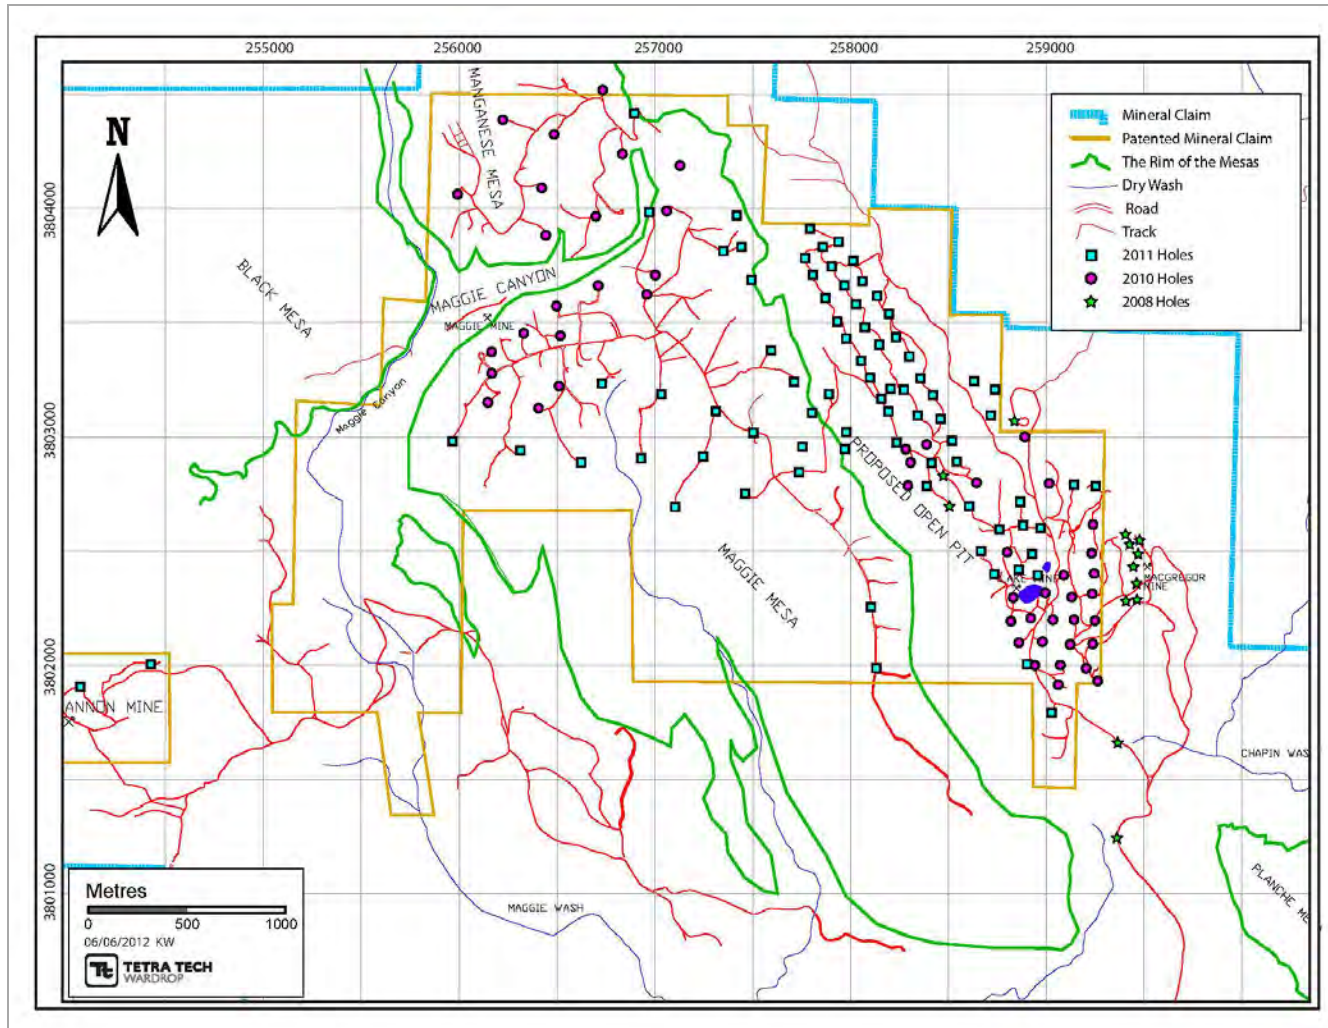 255000
256000
257000
258000
259000
3804000
3803000
3802000
3801000
N
MANGANESE MESA
BLACK MESA
MAGGIE CANYON
MAGGIE MINE
Maggie Canyon
PROPOSED OPEN PIT
MAGGIE MESA
LAKE MINE
MACGREGOR
MINE
ANNON MINE
CHAPIN WAS
PLANCHE ME
MAGGIE WASH
Mineral Claim
Patented Mineral Claim
The Rim of the Mesas
Dry Wash
Road
Track
2011 Holes
2010 Holes
2008 Holes
Metres
0 500 1000
06/06/2012 KW
Tt TETRA TECH
WARDROP